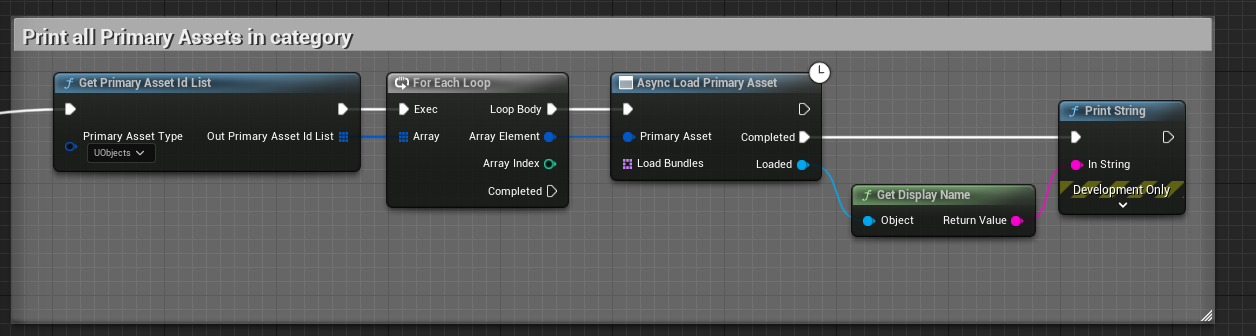 Print all Primary Assets in category
f Get Primary Asset Id List
Primary Asset Type
Out Primary Asset Id List
UObjects
For Each Loop
Exec
Loop Body
Array
Array Element
Array Index
Completed
Async Load Primary Asset
Primary Asset
Completed
Load Bundles
Loaded
f Get Display Name
Object
Return Value
f Print String
In String
Development Only